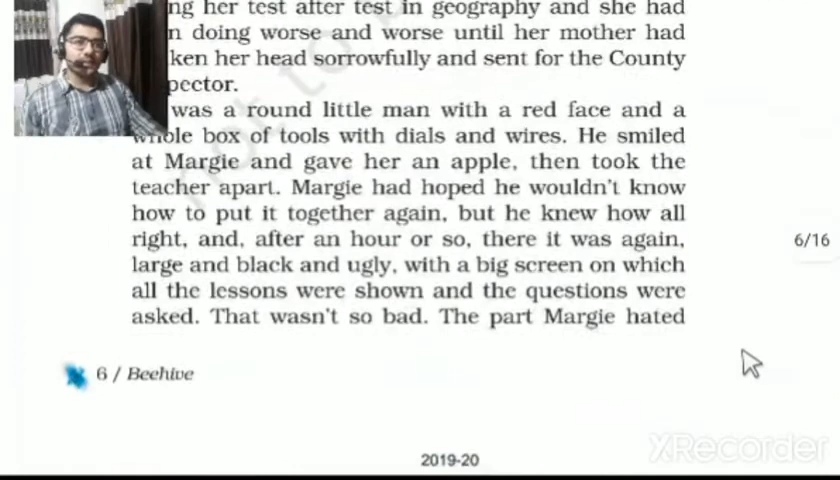 ng her test after test in geography and she had
n doing worse and worse until her mother had
ken her head sorrowfully and sent for the County
pector.
was a round little man with a red face and a
whole box of tools with dials and wires. He smiled
at Margie and gave her an apple, then took the
teacher apart. Margie had hoped he wouldn't know
how to put it together again, but he knew how all
right, and, after an hour or so, there it was again,
large and black and ugly, with a big screen on which
all the lessons were shown and the questions were
asked. That wasn't so bad. The part Margie hated
6/16
6 / Beehive
2019-20
XRecorder
not to b